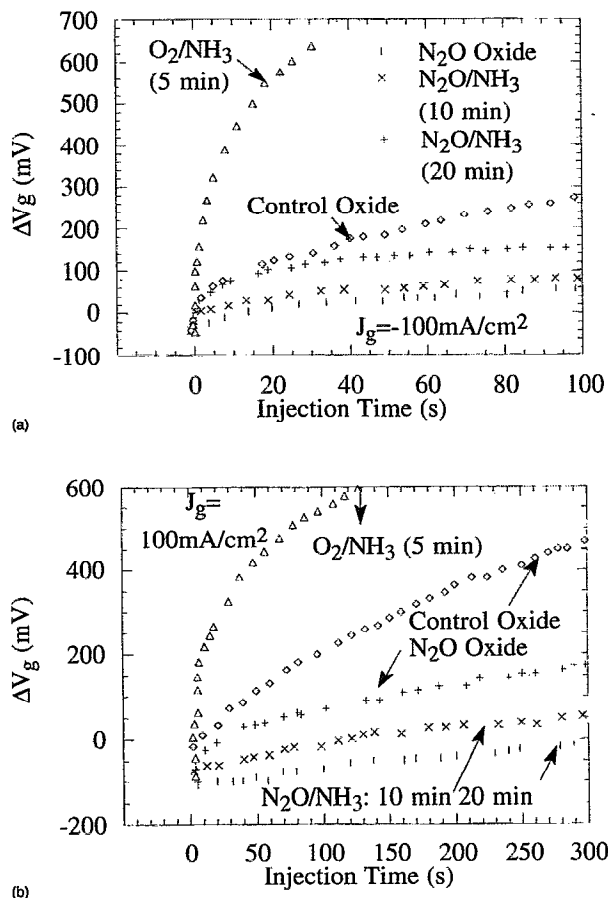 700
600
500
400
300
200
100
0
-100
ΔVg (mV)
O2/NH3
(5 min)
| N2O Oxide
× N2O/NH3
(10 min)
+ N2O/NH3
(20 min)
Control Oxide
Jg=-100mA/cm2
0 20 40 60 80 100
Injection Time (s)
(a)
600
400
200
0
-200
ΔVg (mV)
Jg=
100mA/cm2
O2/NH3 (5 min)
Control Oxide
N2O Oxide
N2O/NH3: 10 min 20 min
0 50 100 150 200 250 300
Injection Time (s)
(b)